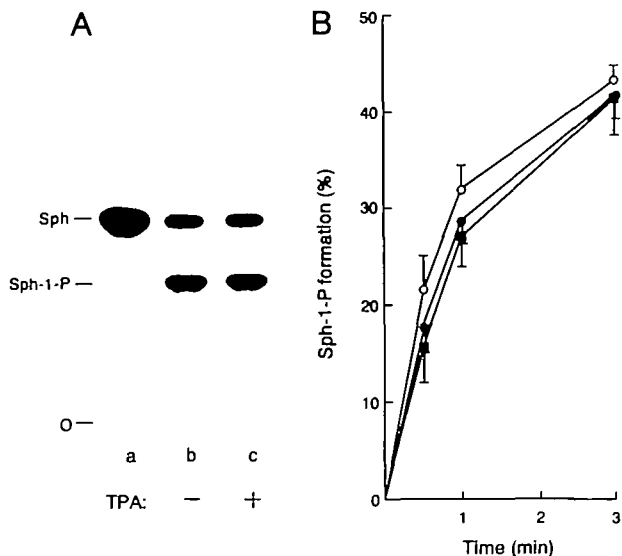 A
Sph —
Sph-1-P —
O —
a b c
TPA: − +
B
Sph-1-P formation (%)
50
40
30
20
10
0
1 2 3
Time (min)